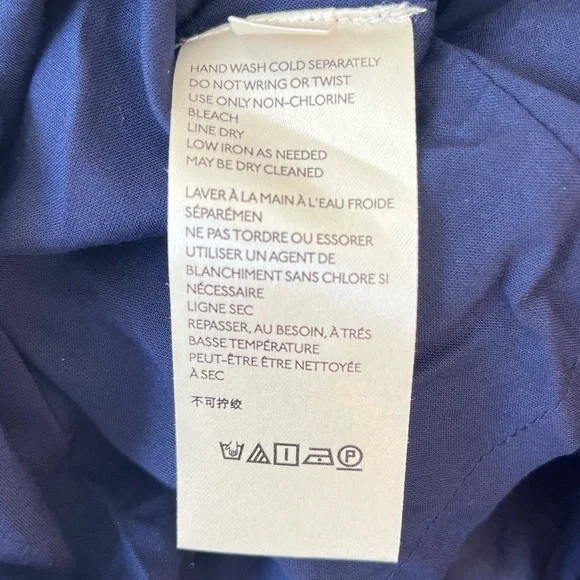 HAND WASH COLD SEPARATELY
DO NOT WRING OR TWIST
USE ONLY NON-CHLORINE
BLEACH
LINE DRY
LOW IRON AS NEEDED
MAY BE DRY CLEANED
LAVER À LA MAIN À L'EAU FROIDE
SÉPARÉMEN
NE PAS TORDRE OU ESSORER
UTILISER UN AGENT DE
BLANCHIMENT SANS CHLORE SI
NÉCESSAIRE
LIGNE SEC
REPASSER, AU BESOIN, À TRÉS
BASSE TEMPÉRATURE
PEUT-ÊTRE ÊTRE NETTOYÉE
À SEC
不可拧绞
P